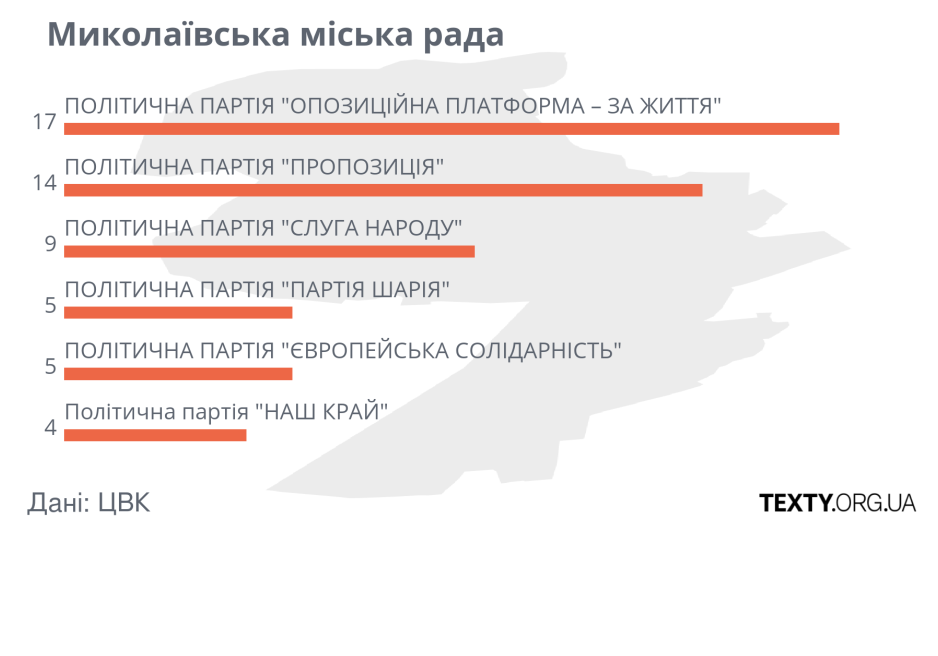 Миколаївська міська рада
ПОЛІТИЧНА ПАРТІЯ "ОПОЗИЦІЙНА ПЛАТФОРМА – ЗА ЖИТТЯ"
17
ПОЛІТИЧНА ПАРТІЯ "ПРОПОЗИЦІЯ"
14
ПОЛІТИЧНА ПАРТІЯ "СЛУГА НАРОДУ"
9
ПОЛІТИЧНА ПАРТІЯ "ПАРТІЯ ШАРІЯ"
5
ПОЛІТИЧНА ПАРТІЯ "ЄВРОПЕЙСЬКА СОЛІДАРНІСТЬ"
5
Політична партія "НАШ КРАЙ"
4
Дані: ЦВК
TEXTY.ORG.UA